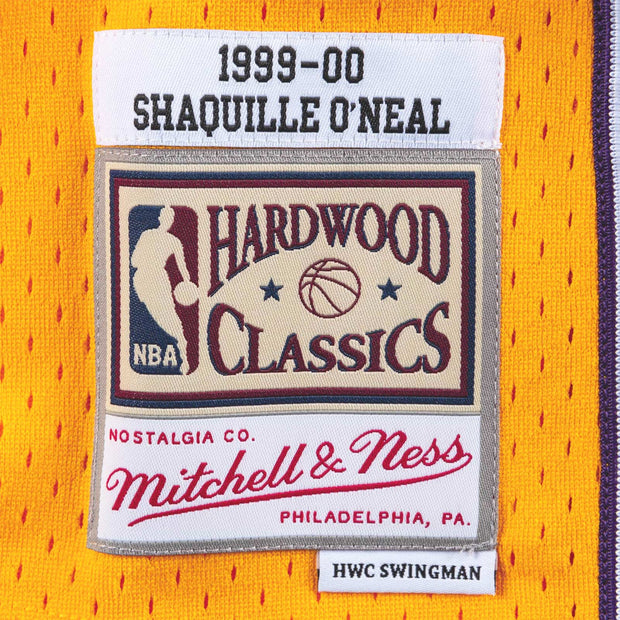 1999-00
SHAQUILLE O'NEAL
HARDWOOD
CLASSICS
NBA
NOSTALGIA CO.
Mitchell & Ness
PHILADELPHIA, PA.
HWC SWINGMAN